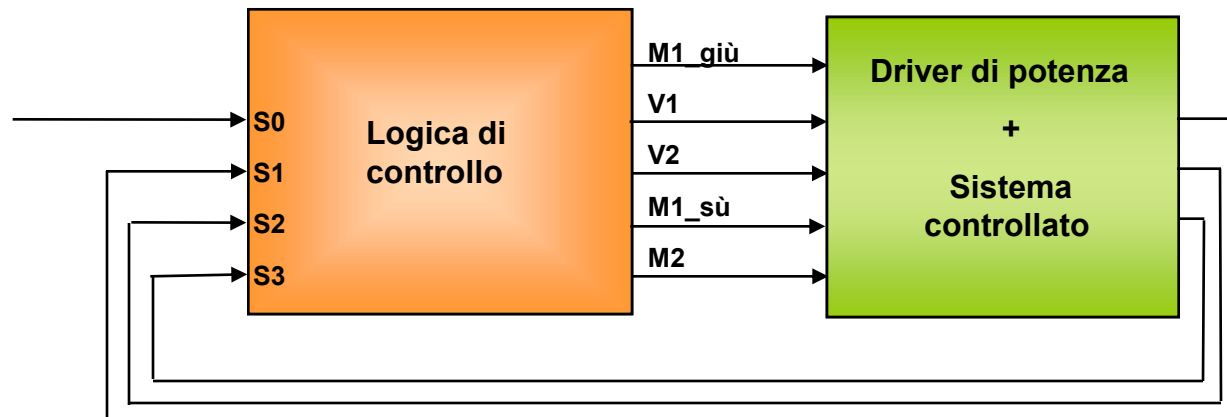 S0
S1
S2
S3
Logica di
controllo
M1_giù
V1
V2
M1_sù
M2
Driver di potenza
+
Sistema
controllato